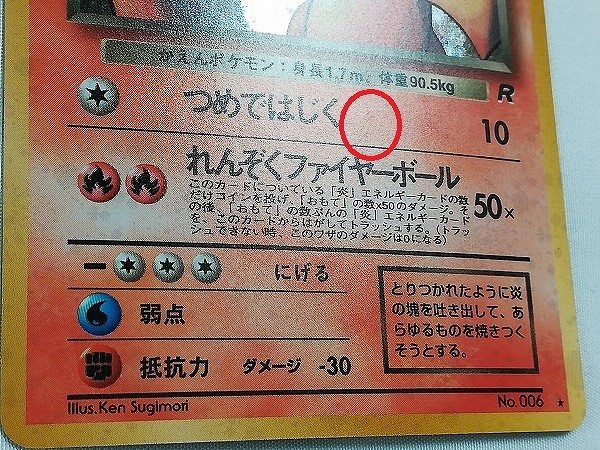 かえんポケモン：身長1.7m, 体重90.5kg
R
つめではじく 10
れんぞくファイヤーボール
このカードについている「炎」エネルギーカードの数
だけコインを投げ、「おもて」の数x50のダメージ。そ
の後、「おもて」の数ぶんの「炎」エネルギーカード
を、このカードからはがしてトラッシュする。（トラッ
シュできない時、このワザのダメージは0になる）
50×
にげる
弱点
抵抗力 ダメージ -30
とりつかれたように炎
の塊を吐き出して、あ
らゆるものを焼きつく
そうとする。
Illus. Ken Sugimori
No. 006 ★